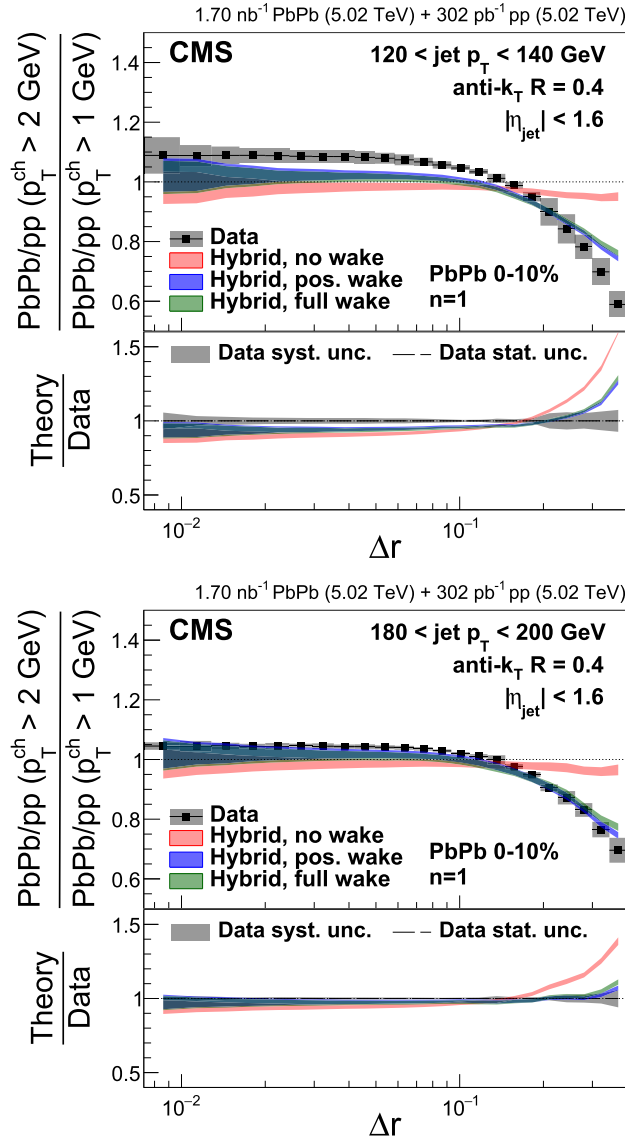 1.70 nb⁻¹ PbPb (5.02 TeV) + 302 pb⁻¹ pp (5.02 TeV)
CMS
120 < jet p_T < 140 GeV
anti-k_T R = 0.4
|η_jet| < 1.6
PbPb/pp (p_T^ch > 2 GeV)
PbPb/pp (p_T^ch > 1 GeV)
1.4
1.2
1
0.8
0.6
Data
Hybrid, no wake
Hybrid, pos. wake
Hybrid, full wake
PbPb 0-10%
n=1
Data syst. unc.
Data stat. unc.
Theory
Data
1.5
1
0.5
10⁻²
10⁻¹
Δr
1.70 nb⁻¹ PbPb (5.02 TeV) + 302 pb⁻¹ pp (5.02 TeV)
CMS
180 < jet p_T < 200 GeV
anti-k_T R = 0.4
|η_jet| < 1.6
PbPb/pp (p_T^ch > 2 GeV)
PbPb/pp (p_T^ch > 1 GeV)
1.4
1.2
1
0.8
0.6
Data
Hybrid, no wake
Hybrid, pos. wake
Hybrid, full wake
PbPb 0-10%
n=1
Data syst. unc.
Data stat. unc.
Theory
Data
1.5
1
0.5
10⁻²
10⁻¹
Δr